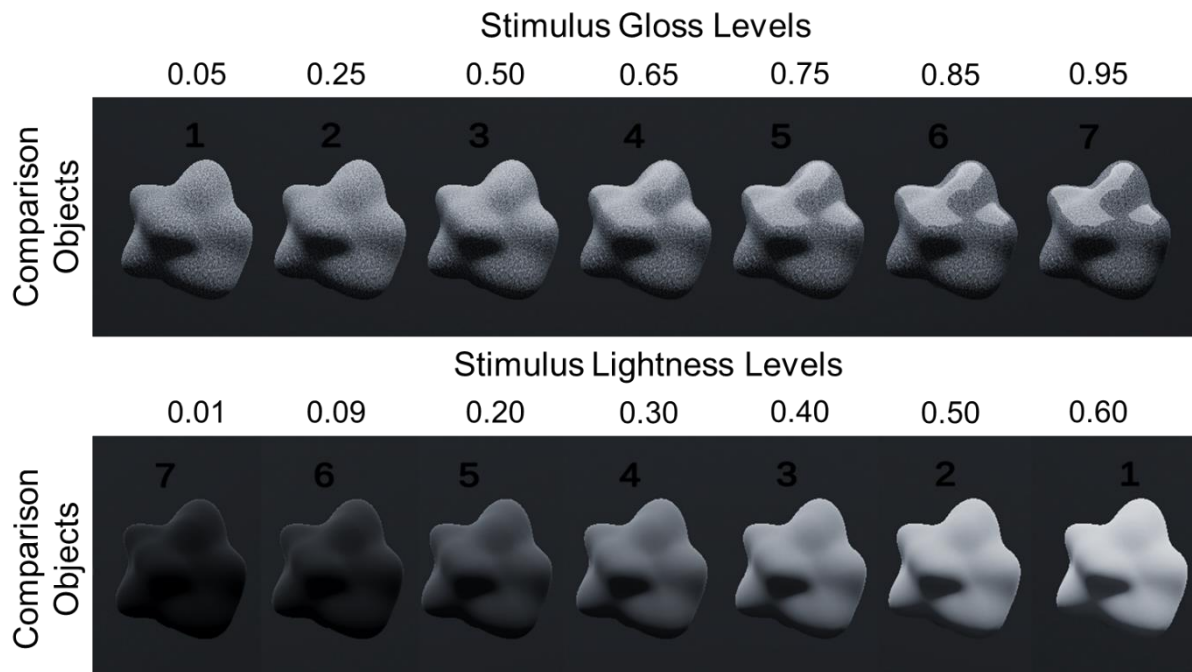 Stimulus Gloss Levels
0.05 0.25 0.50 0.65 0.75 0.85 0.95
Comparison
Objects
1 2 3 4 5 6 7
Stimulus Lightness Levels
0.01 0.09 0.20 0.30 0.40 0.50 0.60
Comparison
Objects
7 6 5 4 3 2 1